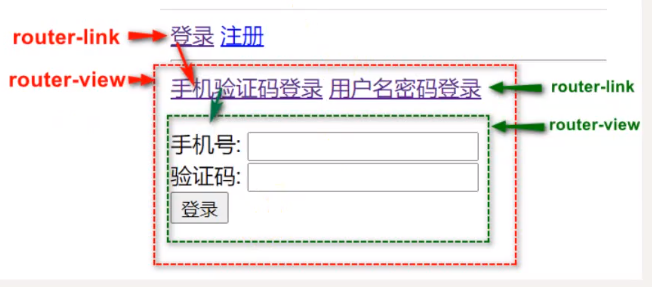 router-link 登录 注册
router-view
手机验证码登录 用户名密码登录 router-link
router-view
手机号:
验证码:
登录